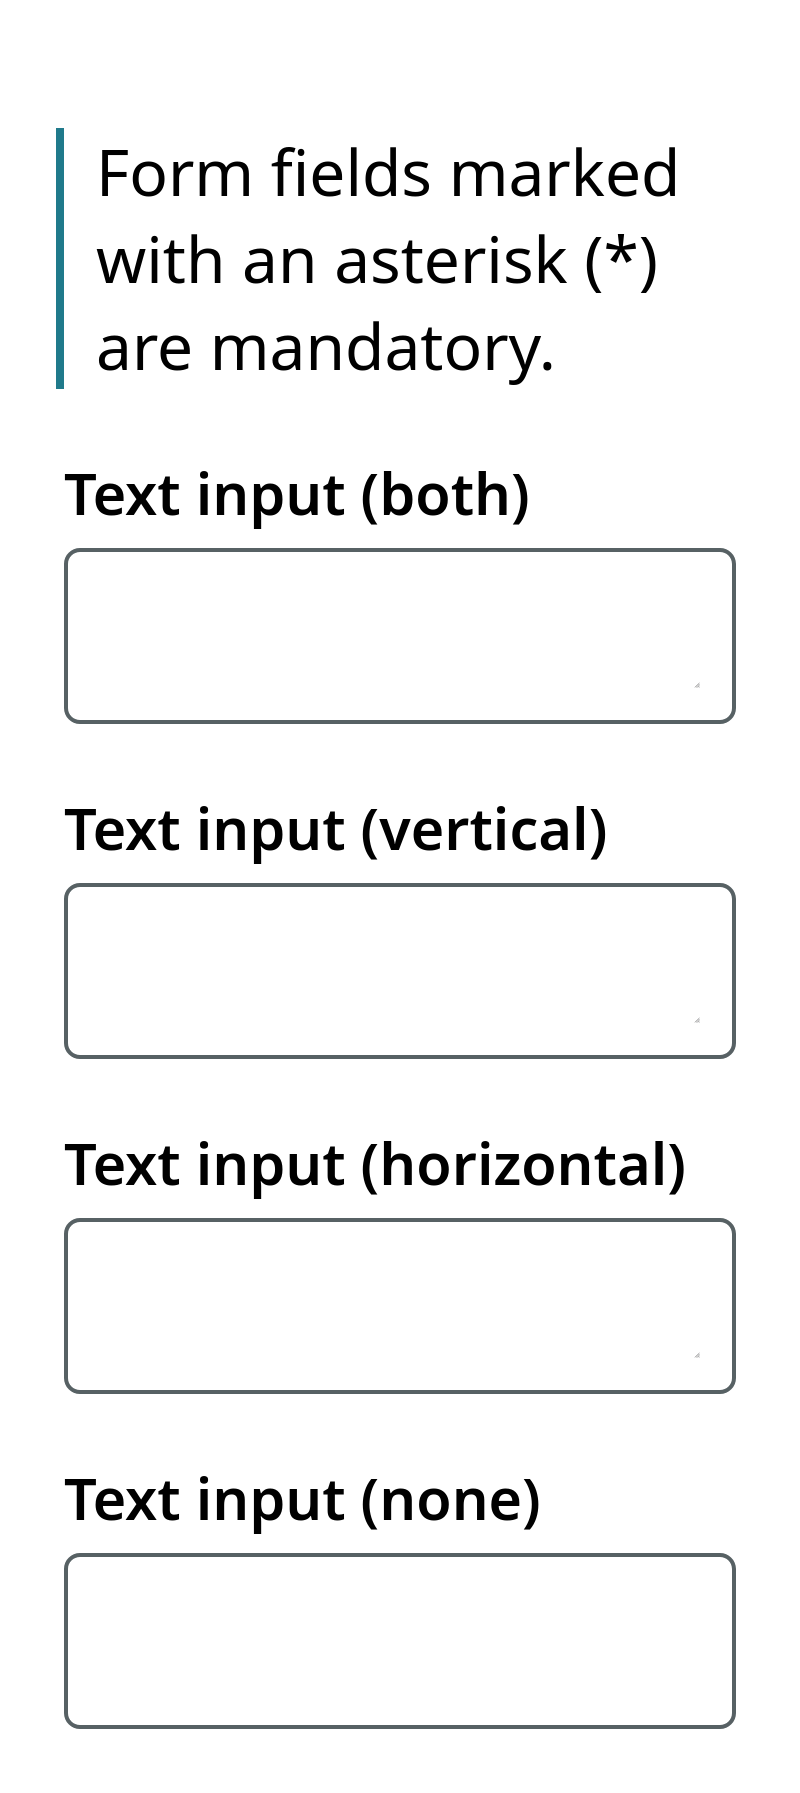 Form fields marked
with an asterisk (*)
are mandatory.
Text input (both)
Text input (vertical)
Text input (horizontal)
Text input (none)